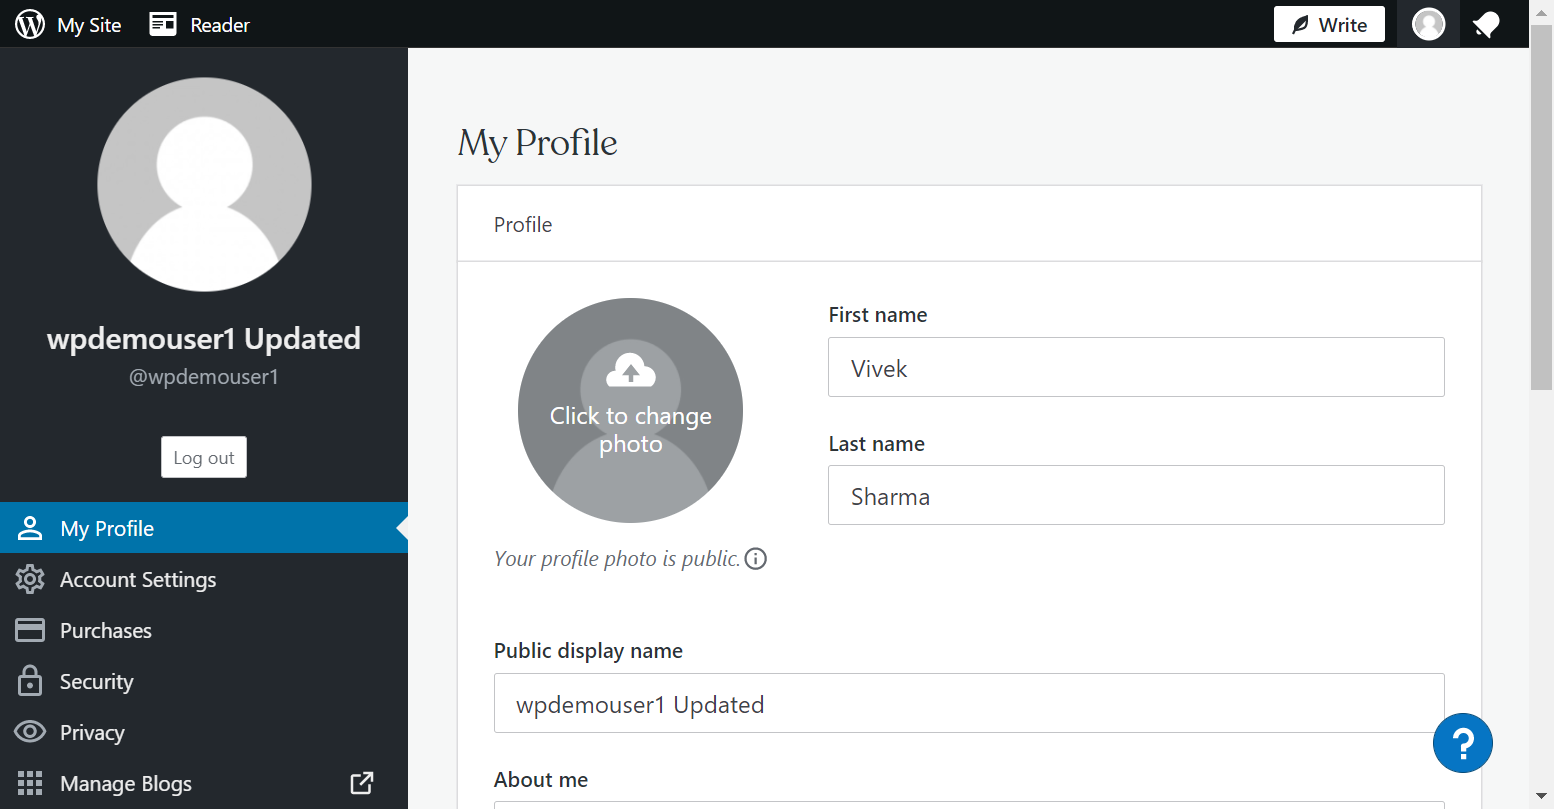 My Site
Reader
Write
wpdemouser1 Updated
@wpdemouser1
Log out
My Profile
Account Settings
Purchases
Security
Privacy
Manage Blogs
My Profile
Profile
Click to change
photo
Your profile photo is public.
First name
Vivek
Last name
Sharma
Public display name
wpdemouser1 Updated
About me
?